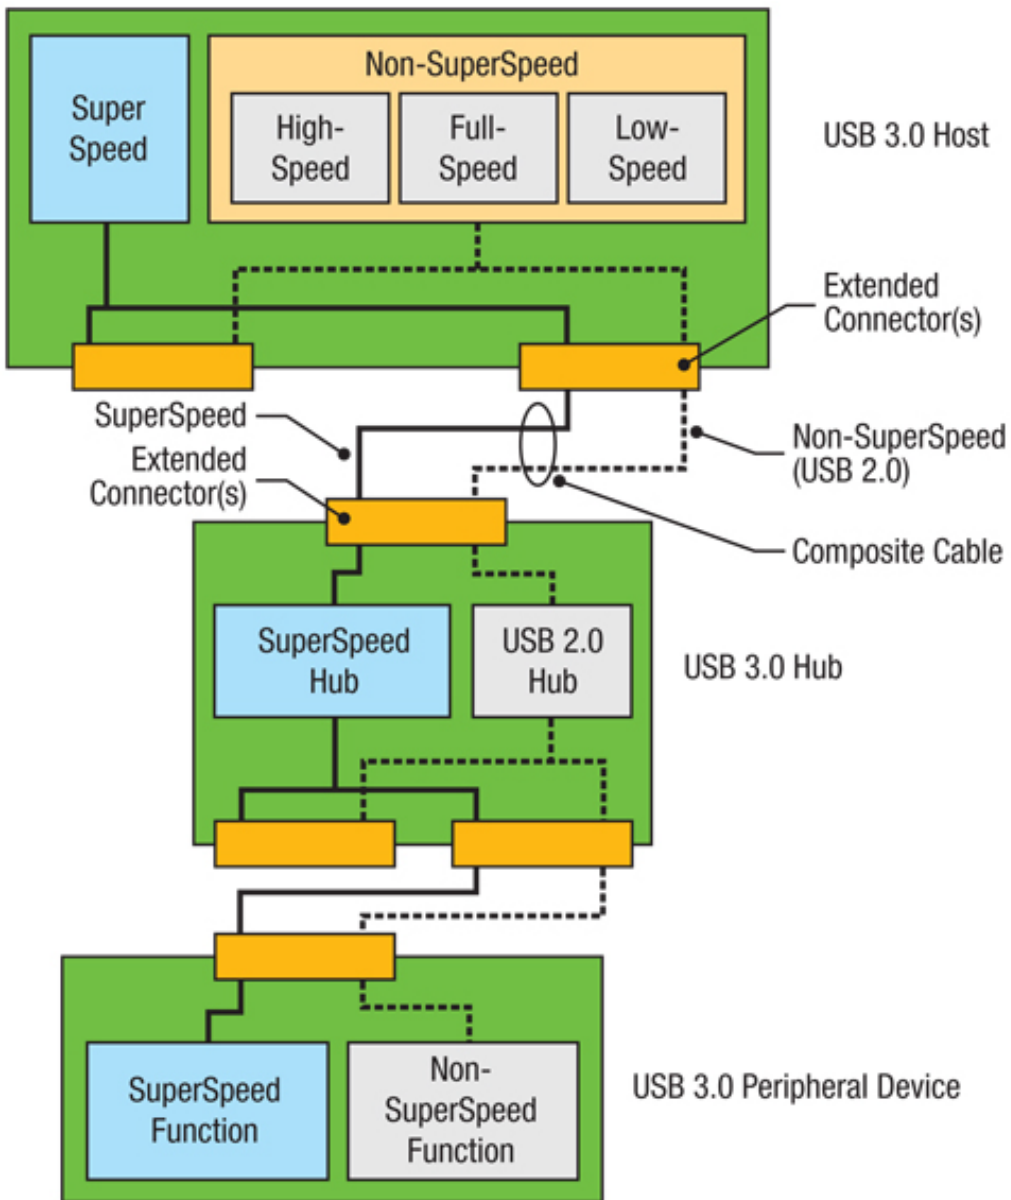 Super
Speed
Non-SuperSpeed
High-
Speed
Full-
Speed
Low-
Speed
USB 3.0 Host
Extended
Connector(s)
SuperSpeed
Extended
Connector(s)
Non-SuperSpeed
(USB 2.0)
Composite Cable
SuperSpeed
Hub
USB 2.0
Hub
USB 3.0 Hub
SuperSpeed
Function
Non-
SuperSpeed
Function
USB 3.0 Peripheral Device